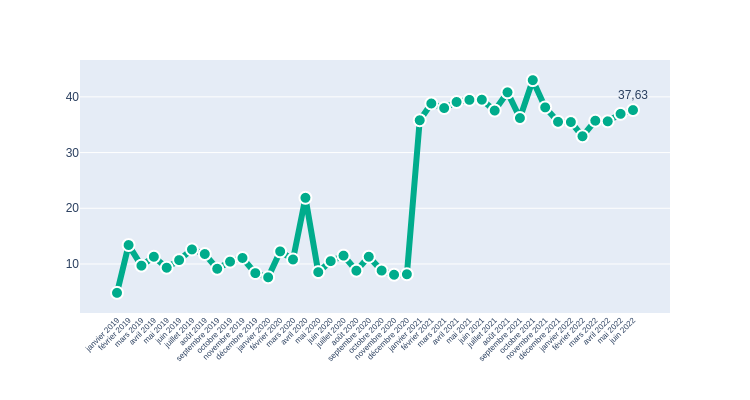 40
30
20
10
37,63
janvier 2019
février 2019
mars 2019
avril 2019
mai 2019
juin 2019
juillet 2019
août 2019
septembre 2019
octobre 2019
novembre 2019
décembre 2019
janvier 2020
février 2020
mars 2020
avril 2020
mai 2020
juin 2020
juillet 2020
août 2020
septembre 2020
octobre 2020
novembre 2020
décembre 2020
janvier 2021
février 2021
mars 2021
avril 2021
mai 2021
juin 2021
juillet 2021
août 2021
septembre 2021
octobre 2021
novembre 2021
décembre 2021
janvier 2022
février 2022
mars 2022
avril 2022
mai 2022
juin 2022